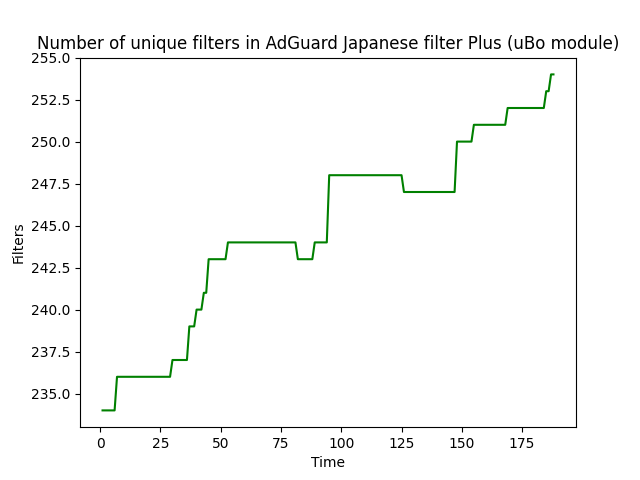 Number of unique filters in AdGuard Japanese filter Plus (uBo module)
255.0
252.5
250.0
247.5
245.0
242.5
240.0
237.5
235.0
Filters
0 25 50 75 100 125 150 175
Time